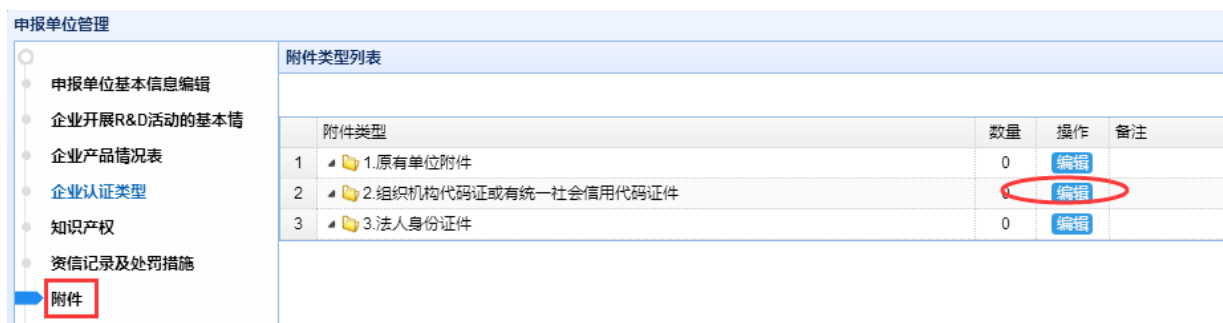 申报单位管理
附件类型列表
申报单位基本信息编辑
企业开展R&D活动的基本情
企业产品情况表
企业认证类型
知识产权
资信记录及处罚措施
附件
附件类型 数量 操作 备注
1 1.原有单位附件 0 编辑
2 2.组织机构代码证或有统一社会信用代码证件 0 编辑
3 3.法人身份证件 0 编辑